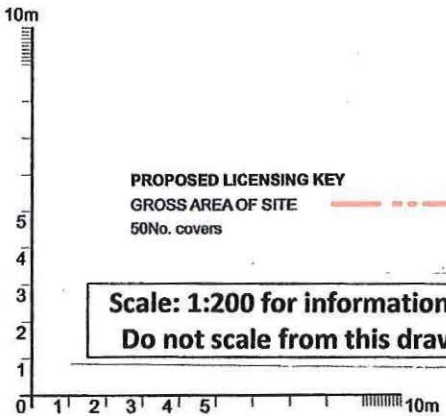 10m
PROPOSED LICENSING KEY
GROSS AREA OF SITE
50No. covers
5
4
3
Scale: 1:200 for information
2
Do not scale from this draw
1
0 1 2 3 4 5 10m